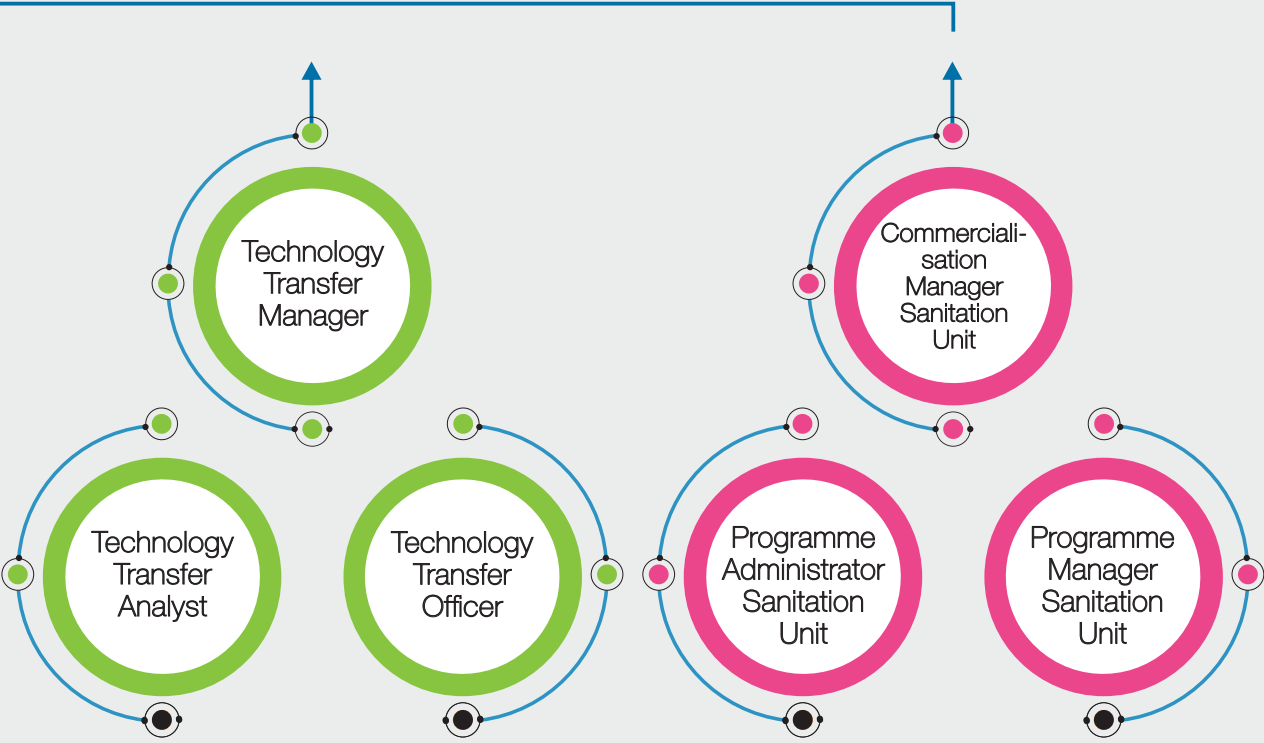 Technology
Transfer
Manager
Commerciali-
sation
Manager
Sanitation
Unit
Technology
Transfer
Analyst
Technology
Transfer
Officer
Programme
Administrator
Sanitation
Unit
Programme
Manager
Sanitation
Unit